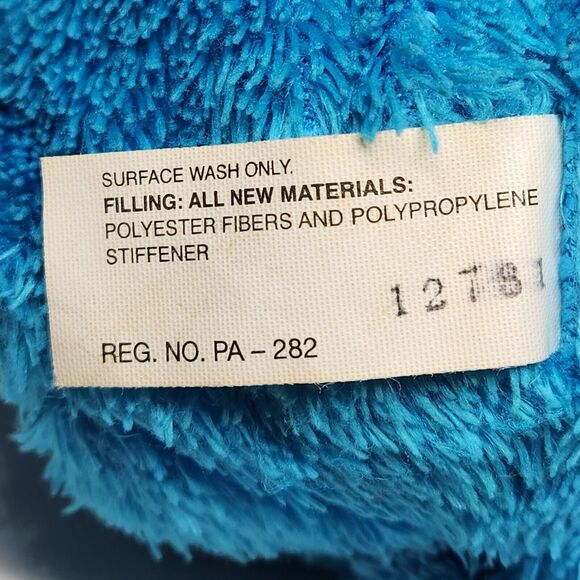 SURFACE WASH ONLY.
FILLING: ALL NEW MATERIALS:
POLYESTER FIBERS AND POLYPROPYLENE
STIFFENER
REG. NO. PA – 282